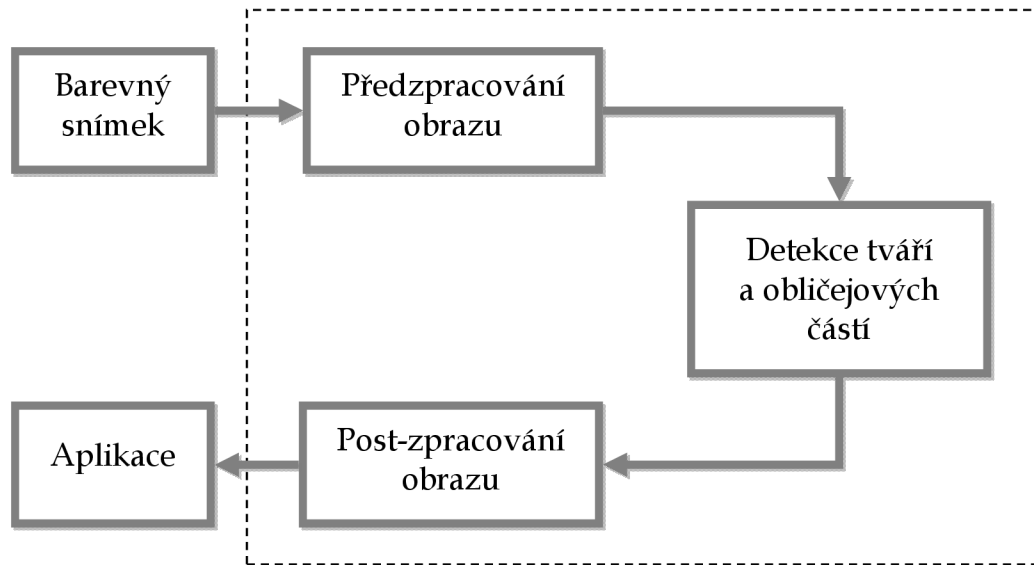 Barevný
snímek
Předzpracování
obrazu
Detekce tváří
a obličejových
částí
Post-zpracování
obrazu
Aplikace